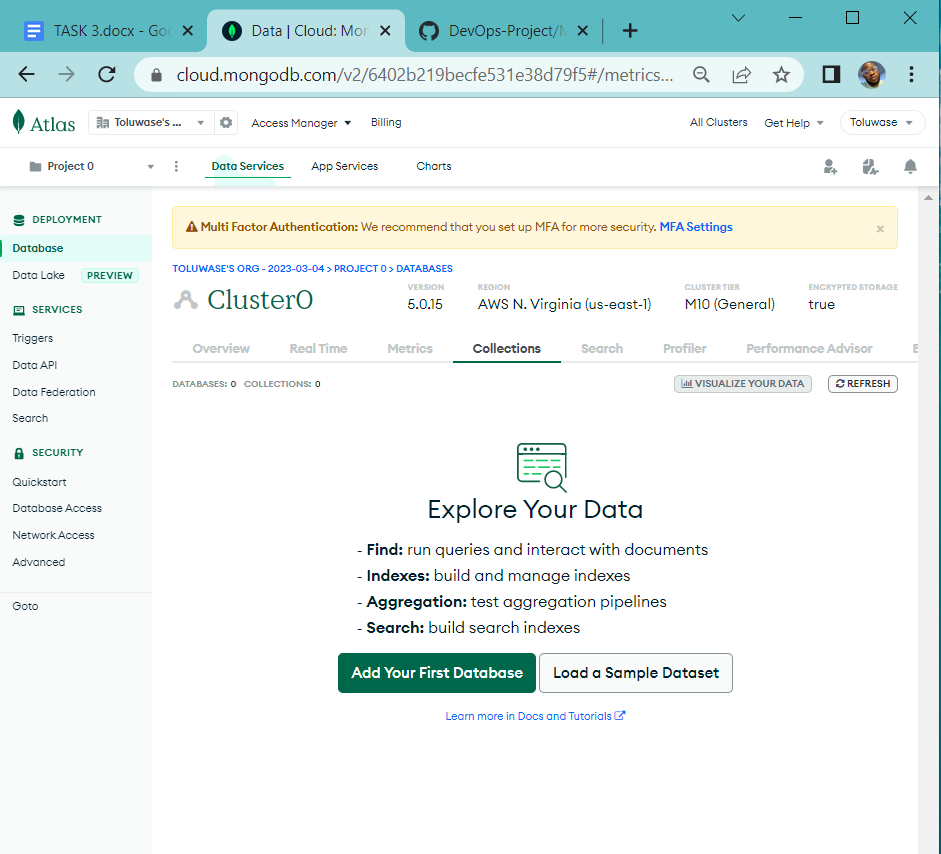 TASK 3.docx - Goo
Data | Cloud: Mon
DevOps-Project/M
cloud.mongodb.com/v2/6402b219becfe531e38d79f5#/metrics...
Atlas
Toluwase's ...
Access Manager
Billing
All Clusters
Get Help
Toluwase
Project 0
Data Services
App Services
Charts
DEPLOYMENT
Database
Data Lake
PREVIEW
SERVICES
Triggers
Data API
Data Federation
Search
SECURITY
Quickstart
Database Access
Network Access
Advanced
Goto
Multi Factor Authentication: We recommend that you set up MFA for more security. MFA Settings
TOLUWASE'S ORG - 2023-03-04 > PROJECT 0 > DATABASES
Cluster0
VERSION
5.0.15
REGION
AWS N. Virginia (us-east-1)
CLUSTER TIER
M10 (General)
ENCRYPTED STORAGE
true
Overview
Real Time
Metrics
Collections
Search
Profiler
Performance Advisor
DATABASES: 0 COLLECTIONS: 0
VISUALIZE YOUR DATA
REFRESH
Explore Your Data
- Find: run queries and interact with documents
- Indexes: build and manage indexes
- Aggregation: test aggregation pipelines
- Search: build search indexes
Add Your First Database
Load a Sample Dataset
Learn more in Docs and Tutorials